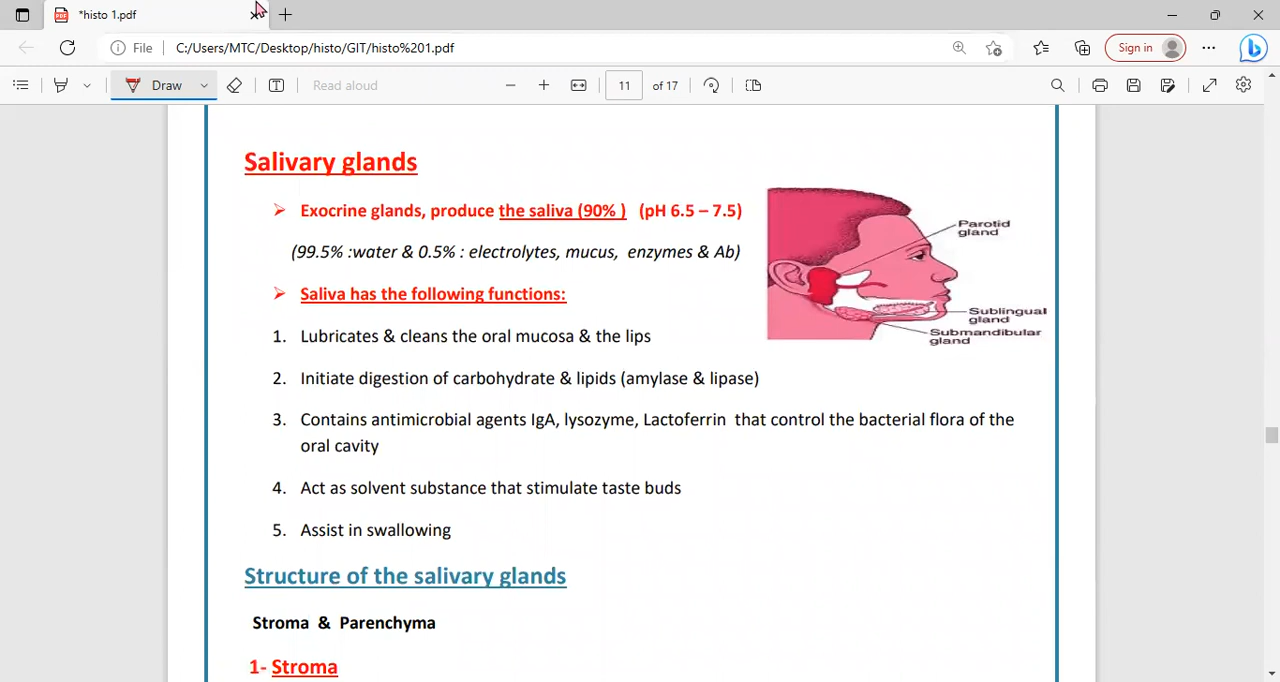 *histo 1.pdf
File C:/Users/MTC/Desktop/histo/GIT/histo%201.pdf Sign in
Draw Read aloud 11 of 17
Salivary glands
➢ Exocrine glands, produce the saliva (90% ) (pH 6.5 – 7.5)
(99.5% :water & 0.5% : electrolytes, mucus, enzymes & Ab)
➢ Saliva has the following functions:
1. Lubricates & cleans the oral mucosa & the lips
2. Initiate digestion of carbohydrate & lipids (amylase & lipase)
3. Contains antimicrobial agents IgA, lysozyme, Lactoferrin that control the bacterial flora of the
oral cavity
4. Act as solvent substance that stimulate taste buds
5. Assist in swallowing
Parotid
gland
Sublingual
gland
Submandibular
gland
Structure of the salivary glands
Stroma & Parenchyma
1- Stroma